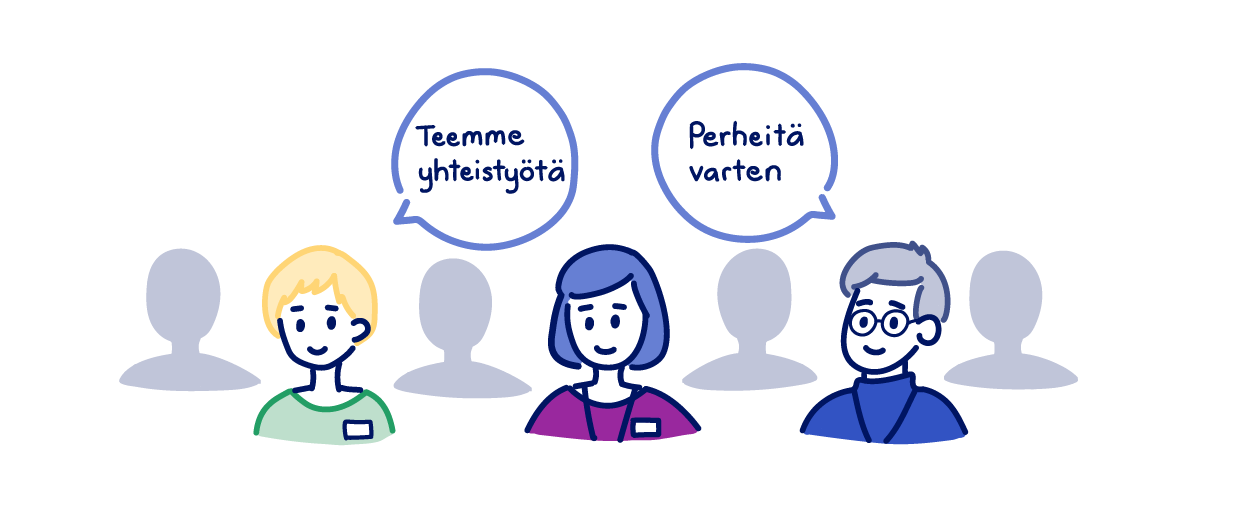 Teemme
yhteistyötä
Perheitä
varten